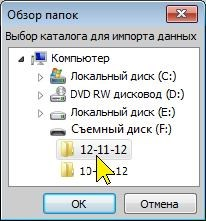 Обзор папок
Выбор каталога для импорта данных
Компьютер
Локальный диск (C:)
DVD RW дисковод (D:)
Локальный диск (E:)
Съемный диск (F:)
12-11-12
ОК
Отмена